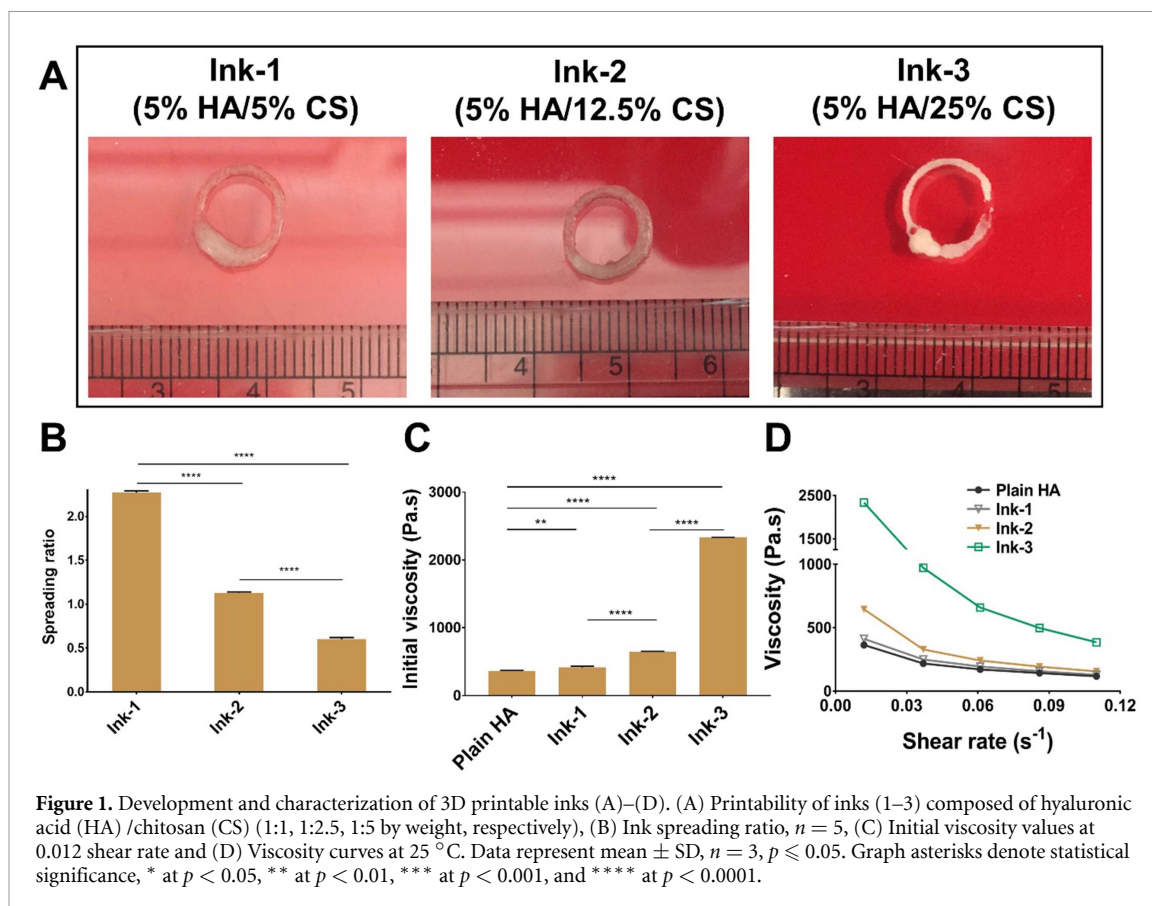 A
Ink-1
(5% HA/5% CS)
Ink-2
(5% HA/12.5% CS)
Ink-3
(5% HA/25% CS)
3
4
5
4
5
6
3
4
5
B
****
****
****
Spreading ratio
2.0
1.5
1.0
0.5
0.0
Ink-1
Ink-2
Ink-3
C
****
****
**
****
****
Initial viscosity (Pa.s)
3000
2000
1000
0
Plain HA
Ink-1
Ink-2
Ink-3
D
Plain HA
Ink-1
Ink-2
Ink-3
Viscosity (Pa.s)
2500
1500
1000
500
0
0.00
0.03
0.06
0.09
0.12
Shear rate (s⁻¹)
Figure 1. Development and characterization of 3D printable inks (A)–(D). (A) Printability of inks (1–3) composed of hyaluronic
acid (HA) /chitosan (CS) (1:1, 1:2.5, 1:5 by weight, respectively), (B) Ink spreading ratio, n = 5, (C) Initial viscosity values at
0.012 shear rate and (D) Viscosity curves at 25 °C. Data represent mean ± SD, n = 3, p ⩽ 0.05. Graph asterisks denote statistical
significance, * at p < 0.05, ** at p < 0.01, *** at p < 0.001, and **** at p < 0.0001.